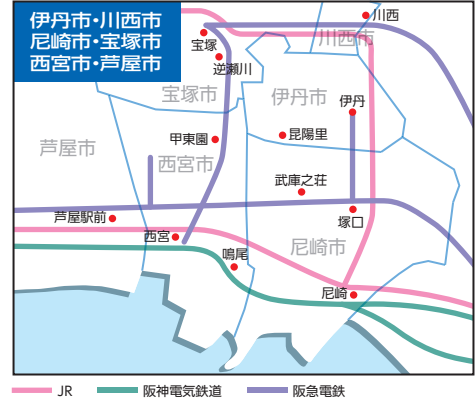 伊丹市・川西市
尼崎市・宝塚市
西宮市・芦屋市
川西
川西市
宝塚
逆瀬川
宝塚市
伊丹市
伊丹
甲東園
昆陽里
芦屋市
西宮市
武庫之荘
芦屋駅前
塚口
西宮
尼崎市
鳴尾
尼崎
JR
阪神電気鉄道
阪急電鉄